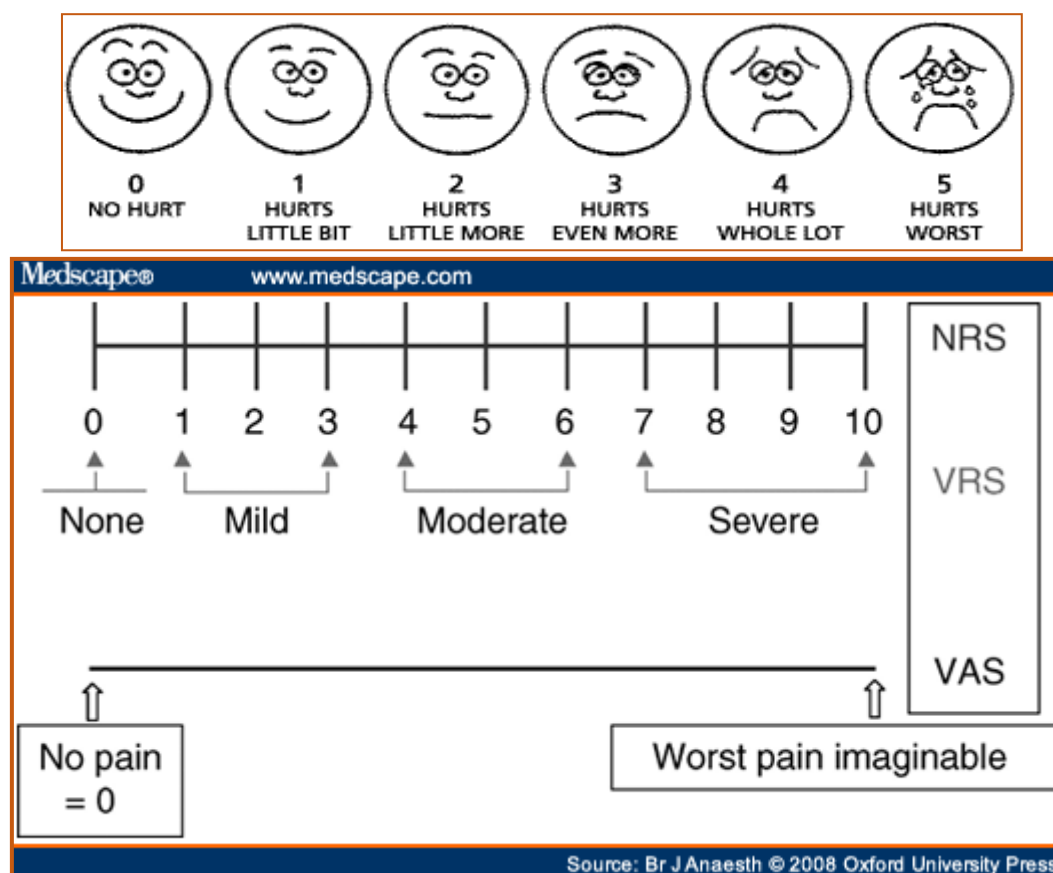 0 1 2 3 4 5
NO HURT HURTS HURTS HURTS HURTS HURTS
LITTLE BIT LITTLE MORE EVEN MORE WHOLE LOT WORST
Medscape® www.medscape.com
NRS
0 1 2 3 4 5 6 7 8 9 10
VRS
None Mild Moderate Severe
VAS
No pain
= 0
Worst pain imaginable
Source: Br J Anaesth © 2008 Oxford University Press